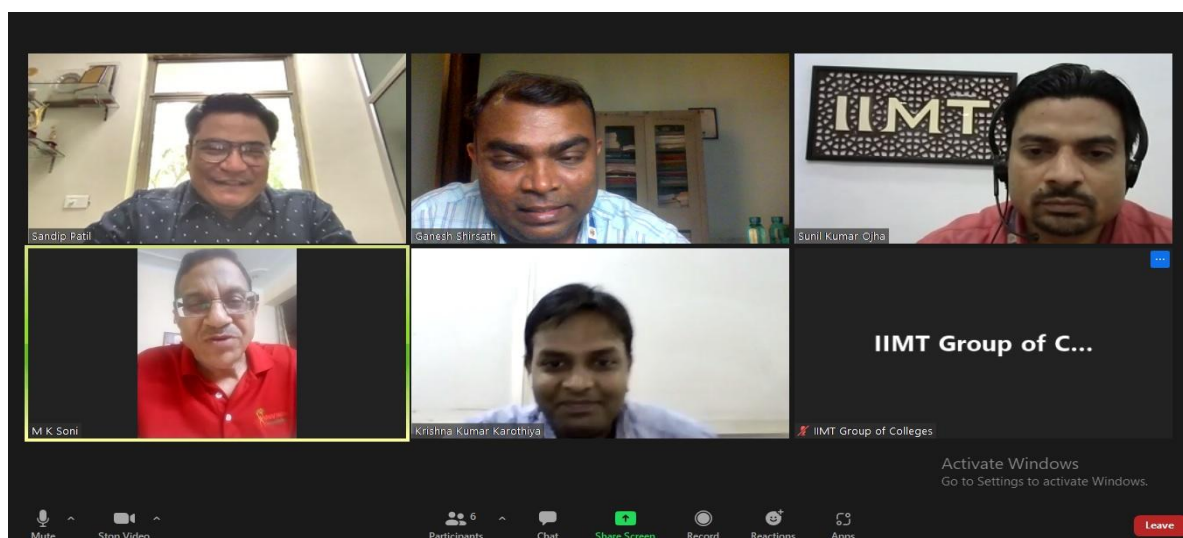 IIMT
Sandip Patil
Ganesh Shirsath
Sunil Kumar Ojha
IIMT Group of C...
M K Soni
Krishna Kumar Karothiya
IIMT Group of Colleges
Activate Windows
Go to Settings to activate Windows.
6
Mute
Stop Video
Participants
Chat
Share Screen
Record
Reactions
Apps
Leave